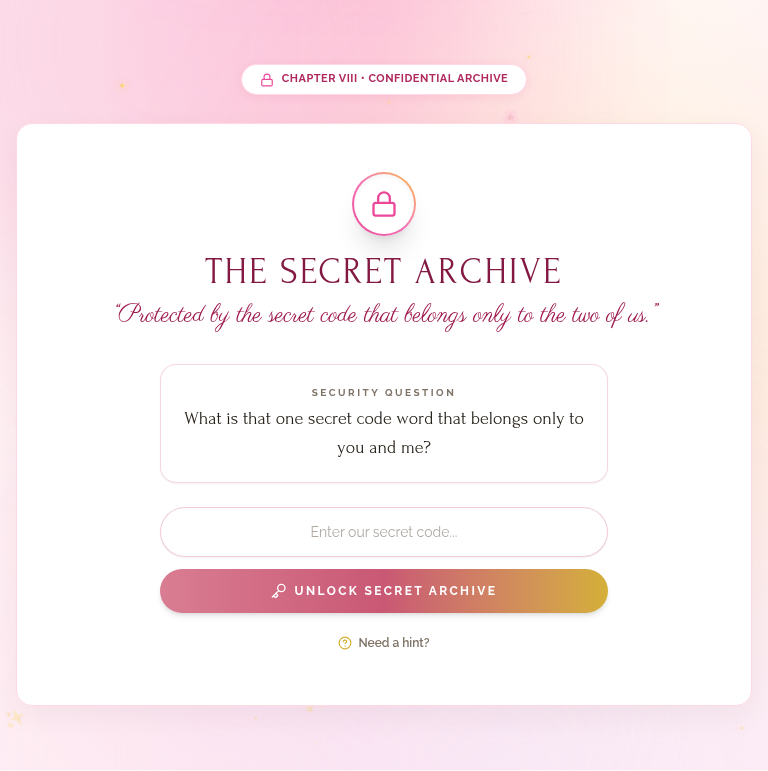 CHAPTER VIII • CONFIDENTIAL ARCHIVE
THE SECRET ARCHIVE
“Protected by the secret code that belongs only to the two of us.”
SECURITY QUESTION
What is that one secret code word that belongs only to
you and me?
Enter our secret code...
UNLOCK SECRET ARCHIVE
Need a hint?